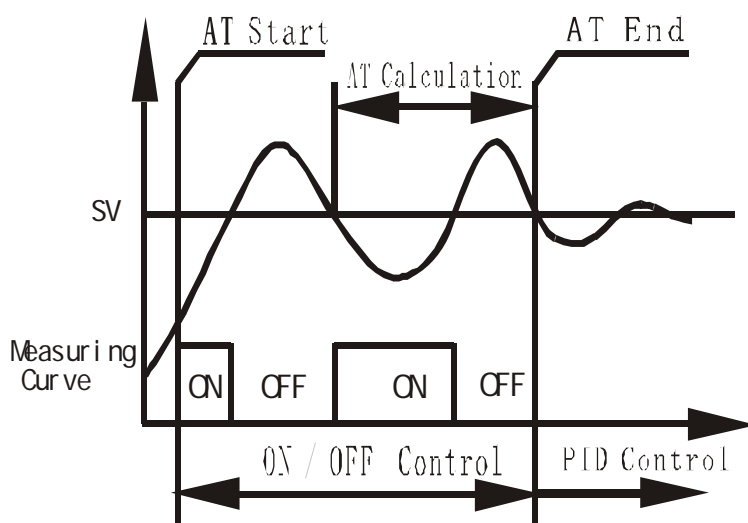 AT Start
AT End
AT Calculation
SV
Measuring
Curve
ON
OFF
ON
OFF
ON / OFF Control
PID Control